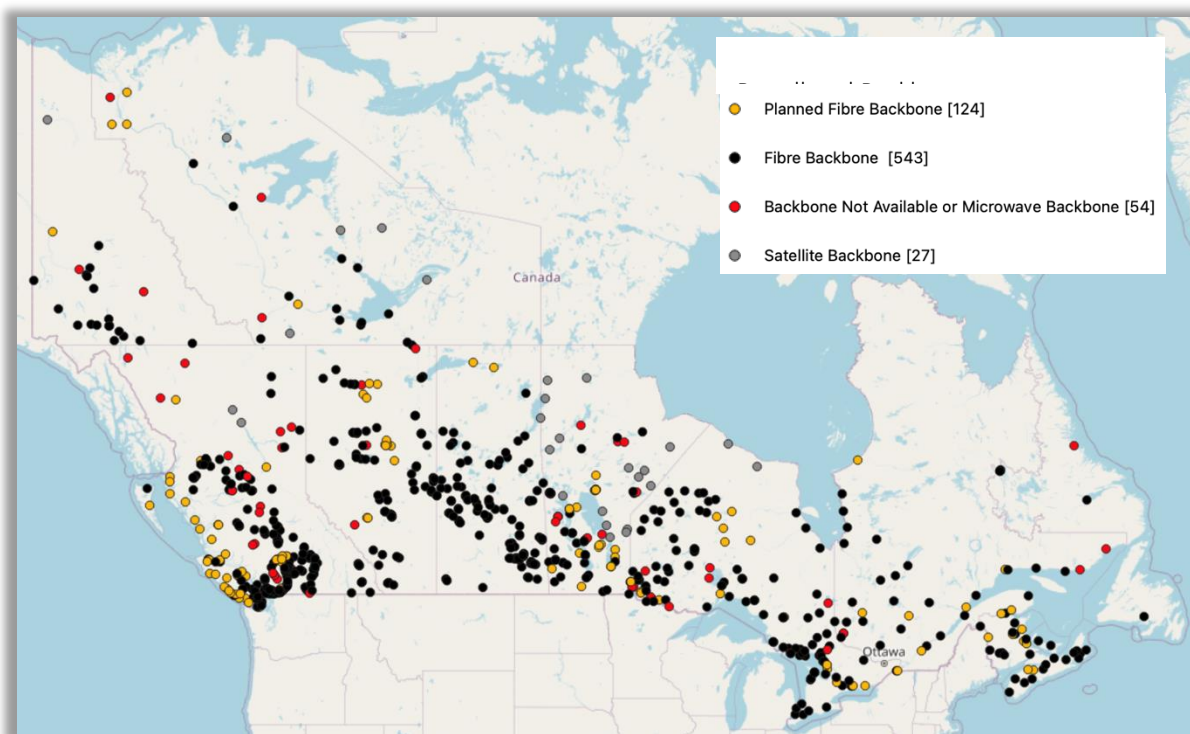 Planned Fibre Backbone [124]
Fibre Backbone [543]
Backbone Not Available or Microwave Backbone [54]
Satellite Backbone [27]
Canada
Ottawa